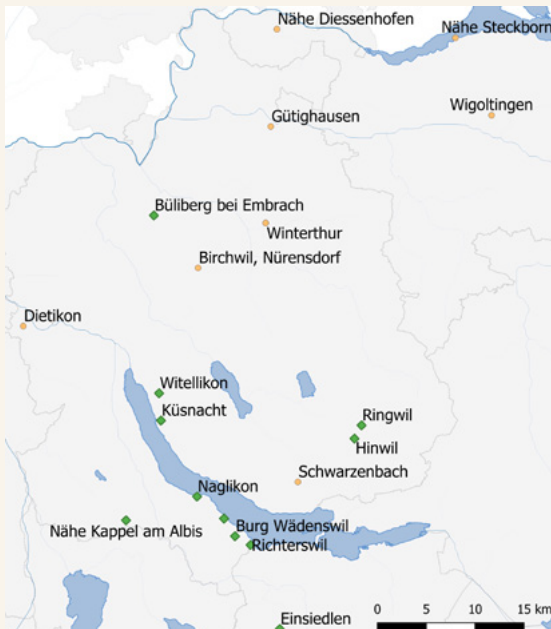 Nähe Diessenhofen
Nähe Steckborn
Wigoltingen
Gütighausen
Büliberg bei Embrach
Winterthur
Birchwil, Nürensdorf
Dietikon
Witellikon
Küsnacht
Ringwil
Hinwil
Schwarzenbach
Naglikon
Nähe Kappel am Albis
Burg Wädenswil
Richterswil
Einsiedlen
0 5 10 15 km